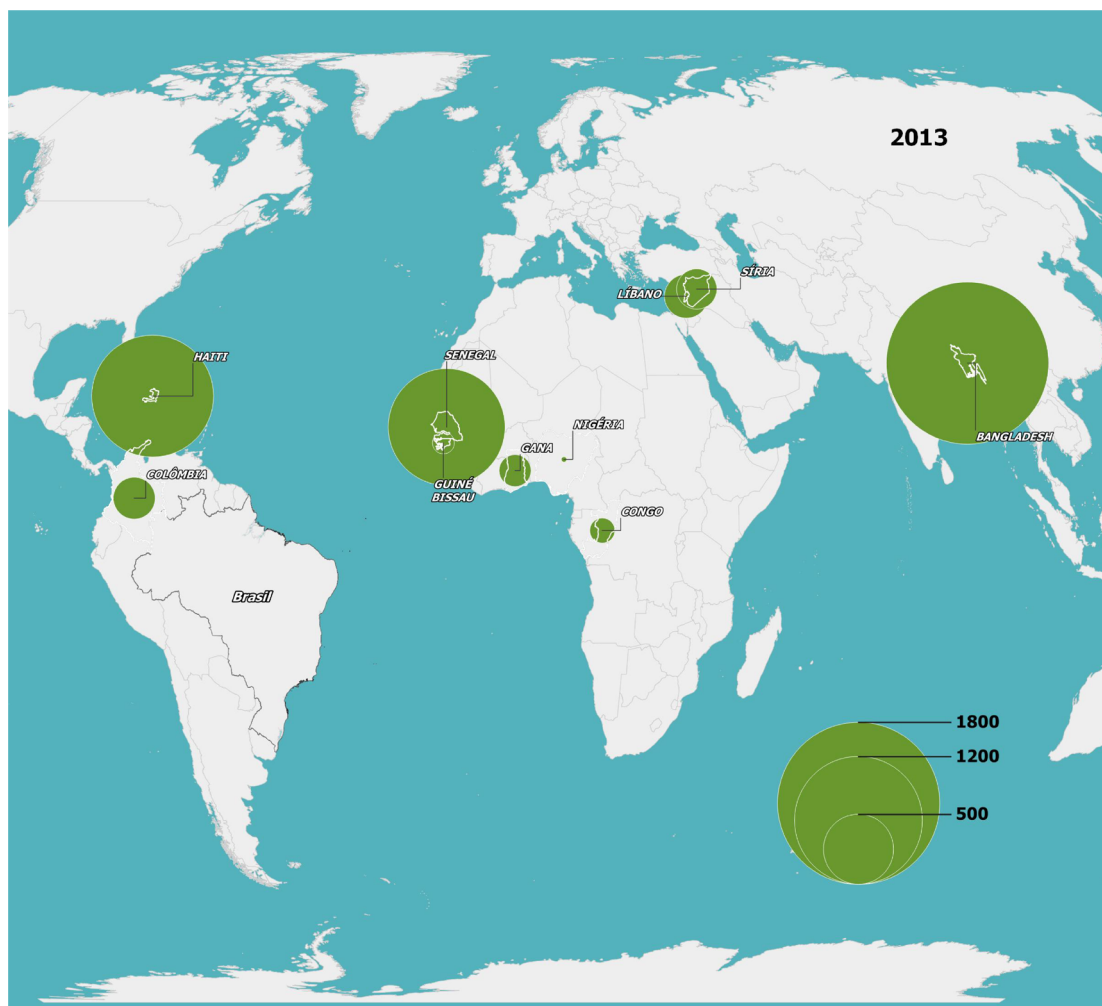 2013
SÍRIA
LÍBANO
HAITI
SENEGAL
NIGÉRIA
GANA
BANGLADESH
COLÔMBIA
GUINÉ
BISSAU
CONGO
Brasil
1800
1200
500